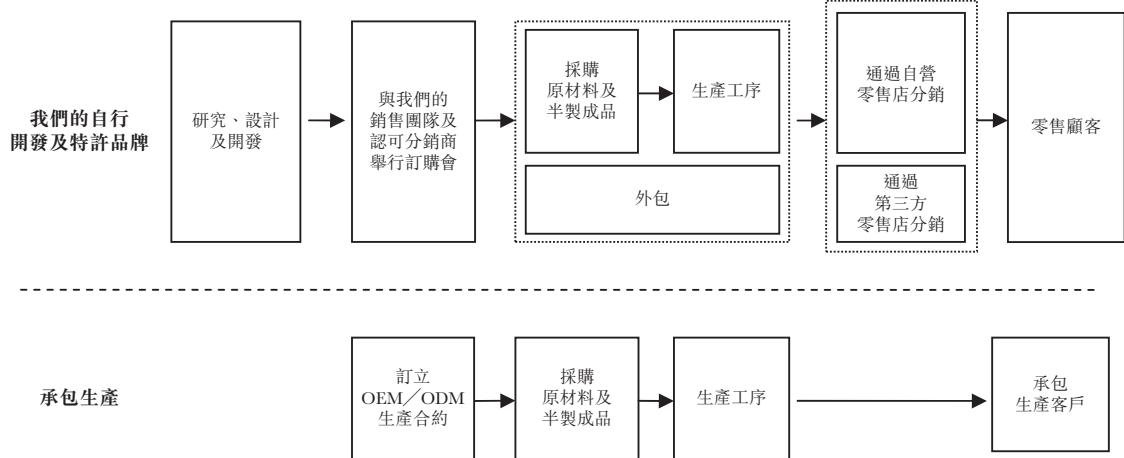 我們的自行
開發及特許品牌
研究、設計
及開發
與我們的
銷售團隊及
認可分銷商
舉行訂購會
採購
原材料及
半製成品
生產工序
外包
通過自營
零售店分銷
通過
第三方
零售店分銷
零售顧客
承包生產
訂立
OEM／ODM
生產合約
採購
原材料及
半製成品
生產工序
承包
生產客戶